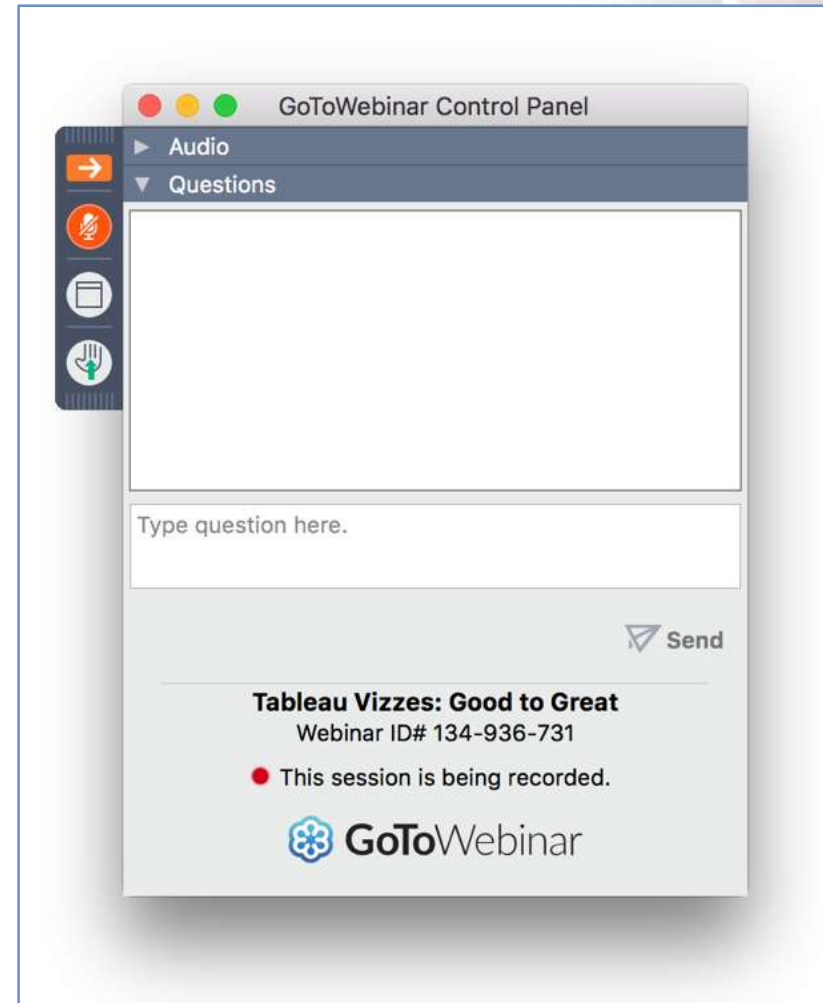 GoToWebinar Control Panel
Audio
Questions
Type question here.
Send
Tableau Vizzes: Good to Great
Webinar ID# 134-936-731
This session is being recorded.
GoToWebinar